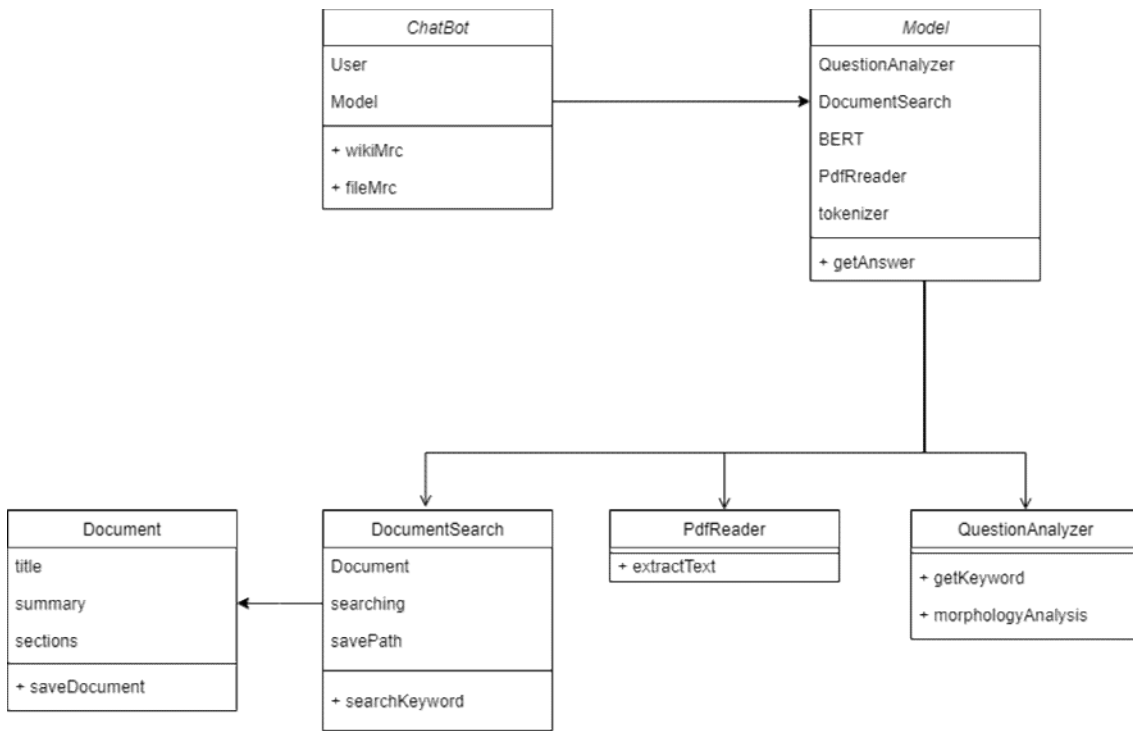 ChatBot
User
Model
+ wikiMrc
+ fileMrc
Model
QuestionAnalyzer
DocumentSearch
BERT
PdfRreader
tokenizer
+ getAnswer
Document
title
summary
sections
+ saveDocument
DocumentSearch
Document
searching
savePath
+ searchKeyword
PdfReader
+ extractText
QuestionAnalyzer
+ getKeyword
+ morphologyAnalysis